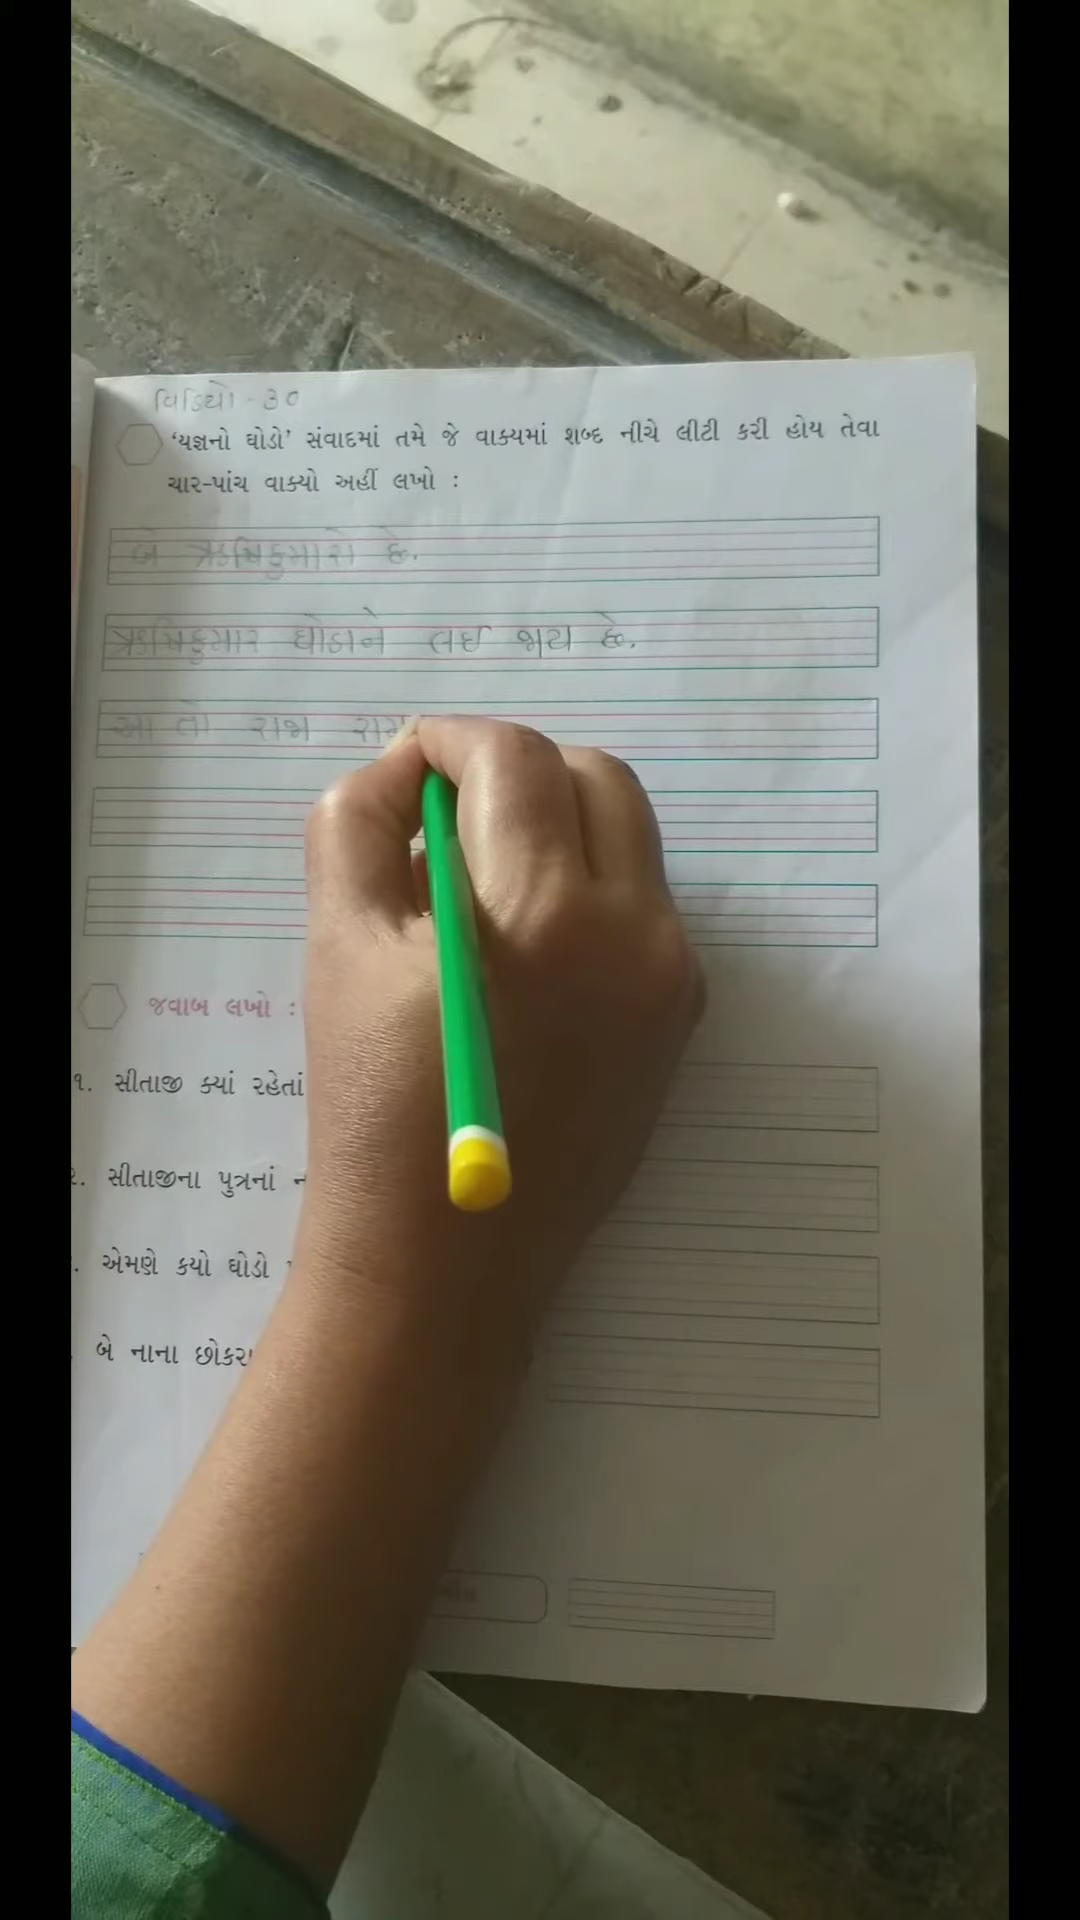 વિડિયો - ૩૦
‘યજ્ઞનો ઘોડો’ સંવાદમાં તમે જે વાક્યમાં શબ્દ નીચે લીટી કરી હોય તેવા
ચાર-પાંચ વાક્યો અહીં લખો :
બે ઋષિકુમારો છે.
ઋષિકુમાર ઘોડાને લઈ જાય છે.
આ તો રાજા રામ
જવાબ લખો :
૧. સીતાજી ક્યાં રહેતાં
૨. સીતાજીના પુત્રનાં
એમણે કયો ઘોડો
બે નાના છોકરા